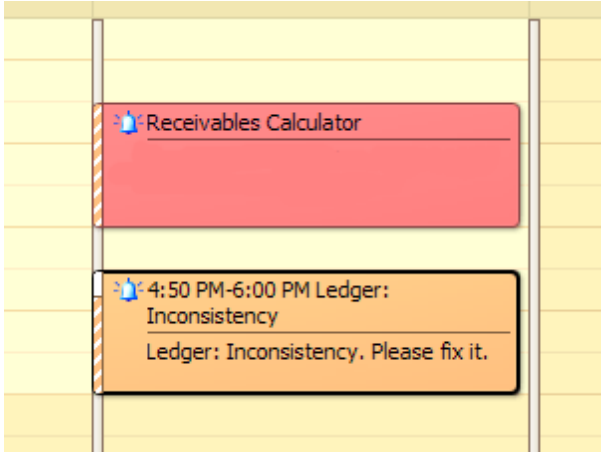 Receivables Calculator
4:50 PM-6:00 PM Ledger:
Inconsistency
Ledger: Inconsistency. Please fix it.